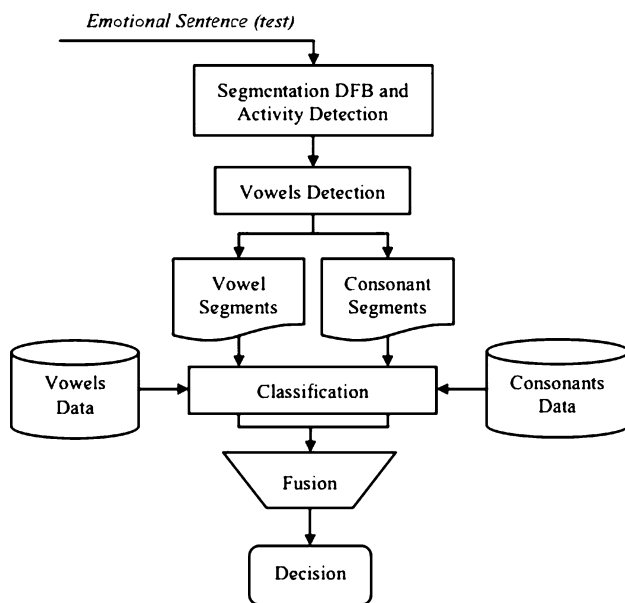 Emotional Sentence (test)
Segmentation DFB and
Activity Detection
Vowels Detection
Vowel
Segments
Consonant
Segments
Vowels
Data
Classification
Consonants
Data
Fusion
Decision